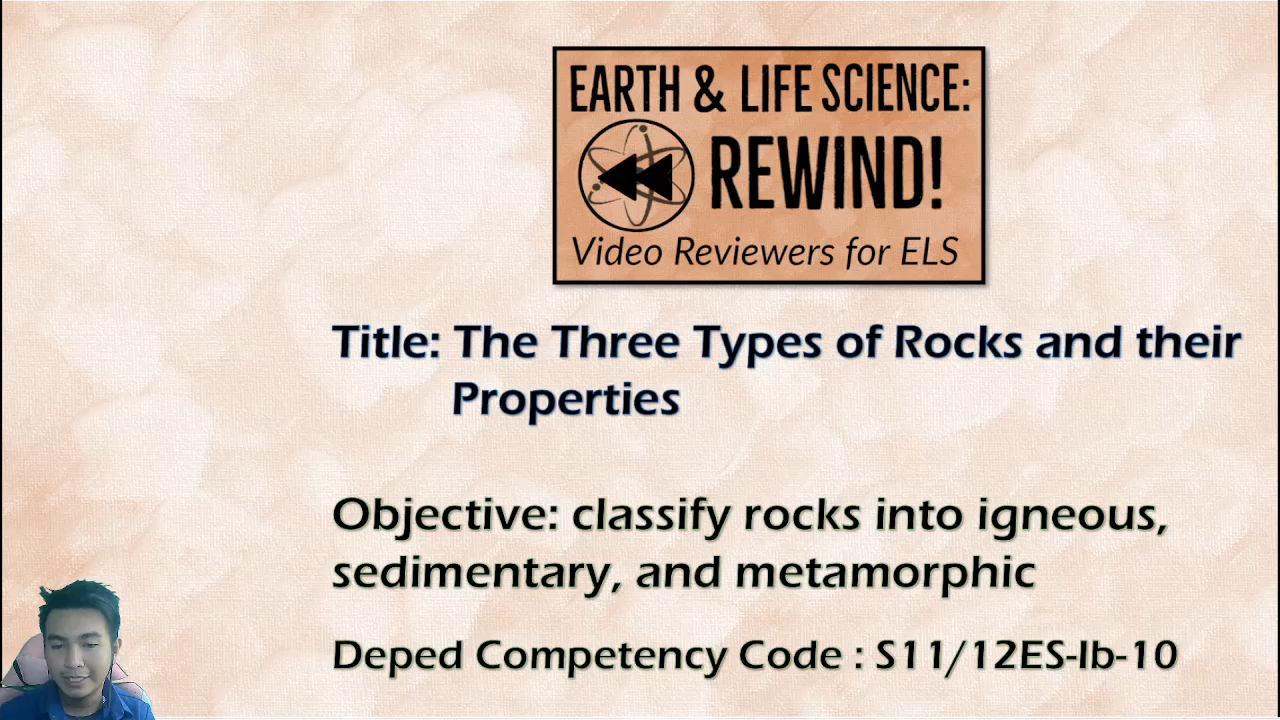 EARTH & LIFE SCIENCE:
REWIND!
Video Reviewers for ELS
Title: The Three Types of Rocks and their
Properties
Objective: classify rocks into igneous,
sedimentary, and metamorphic
Deped Competency Code : S11/12ES-Ib-10